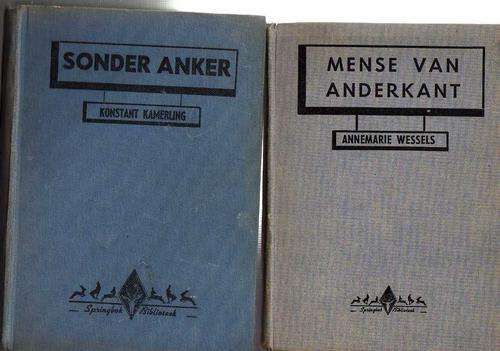 SONDER ANKER
KONSTANT KAMERLING
Springbok Biblioteek
MENSE VAN
ANDERKANT
ANNEMARIE WESSELS
Springbok Biblioteek